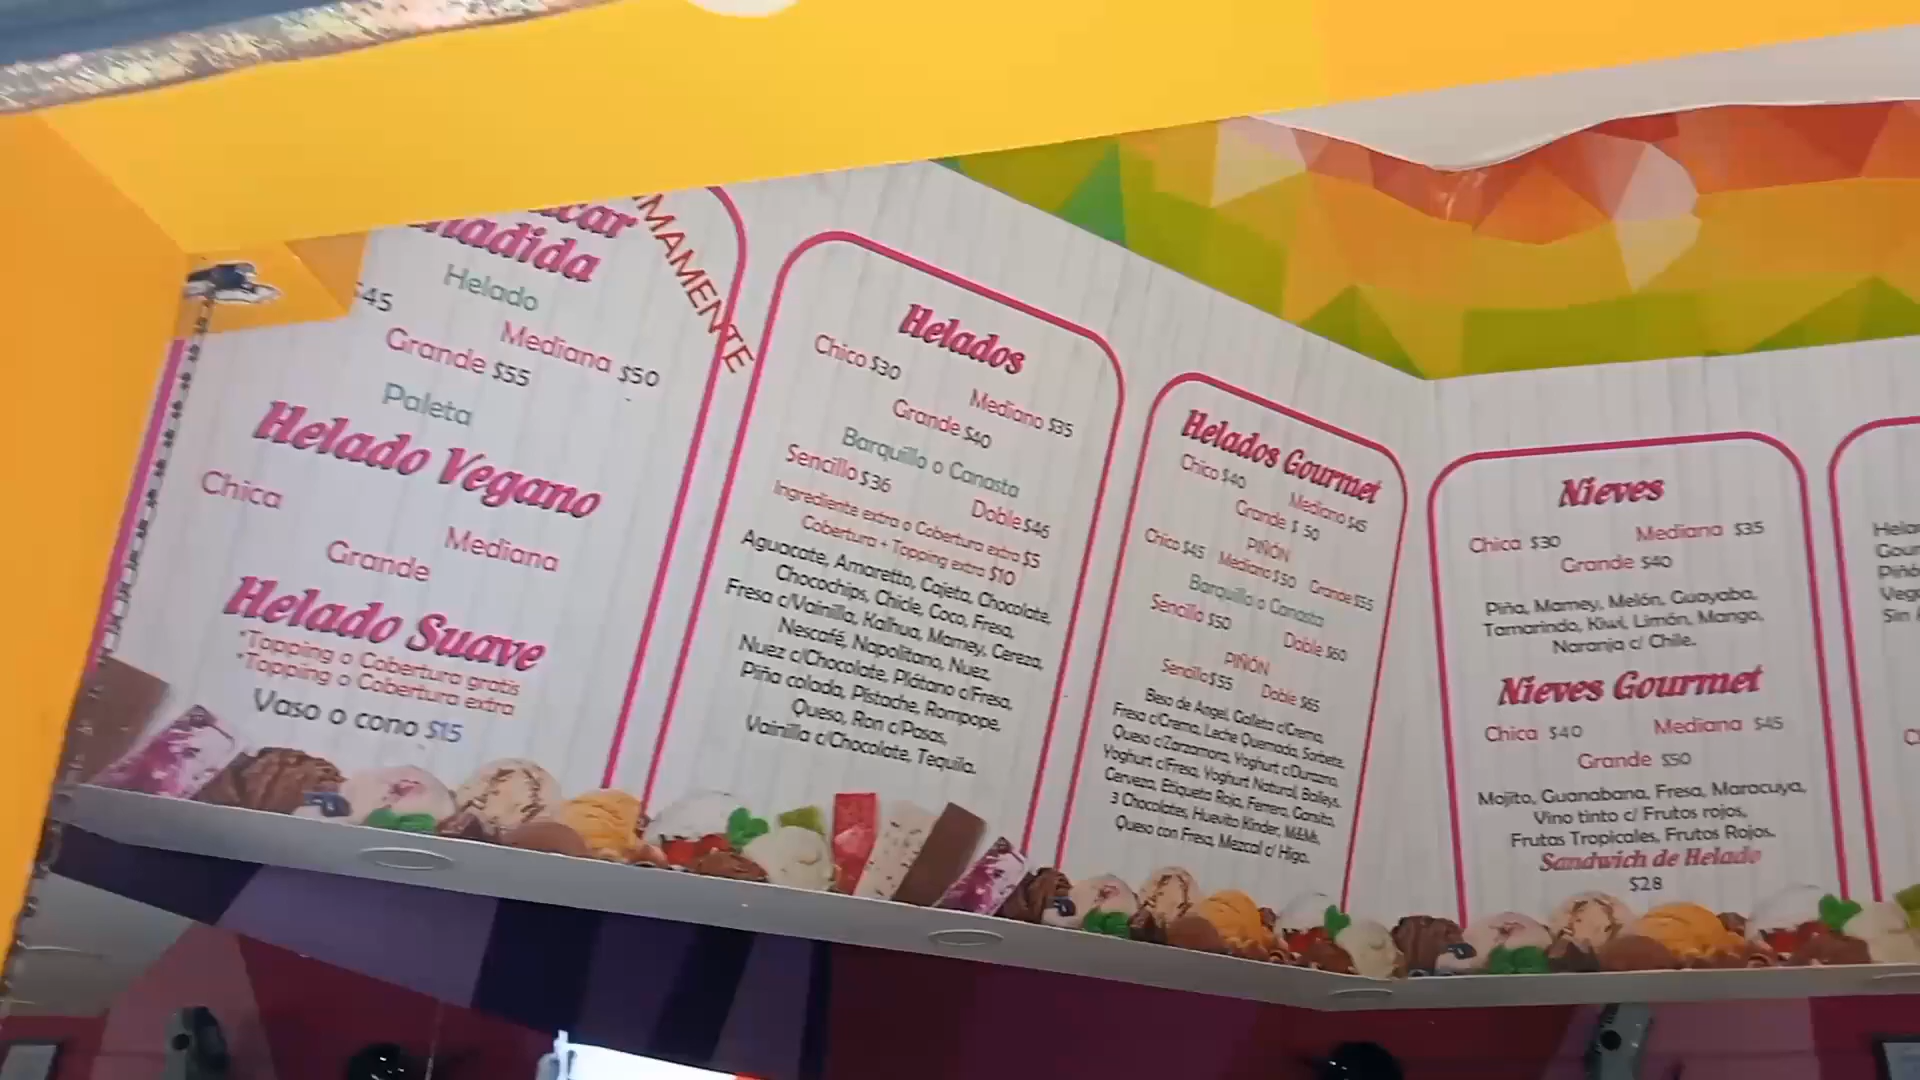 Helado
$45
Mediana $50
Grande $55
Paleta
Helado Vegano
Chica
Mediana
Grande
Helado Suave
*Topping o Cobertura gratis
*Topping o Cobertura extra
Vaso o cono $15
Helados
Chico $30
Mediano $35
Grande $40
Barquillo o Canasta
Sencillo $36
Doble $46
Ingrediente extra o Cobertura extra $5
Cobertura + Topping extra $10
Aguacate, Amaretto, Cajeta, Chocolate,
Chocochips, Chicle, Coco, Fresa,
Fresa c/Vainilla, Kalhua, Mamey, Cereza,
Nescafé, Napolitano, Nuez,
Nuez c/Chocolate, Plátano c/Fresa,
Piña colada, Pistache, Rompope,
Queso, Ron c/Pasas,
Vainilla c/Chocolate, Tequila.
Helados Gourmet
Chico $40
Mediano $45
Grande $ 50
PIÑÓN
Chico $45 Mediano $50 Grande $55
Barquillo o Canasta
Sencillo $50
Doble $60
PIÑÓN
Sencillo $55
Doble $65
Beso de Angel, Galleta c/Crema,
Fresa c/Crema, Leche Quemada, Sorbete,
Queso c/Zarzamora, Yoghurt c/Durazno,
Yoghurt c/Fresa, Yoghurt Natural, Baileys,
Cerveza, Etiqueta Roja, Ferrero, Gansito,
3 Chocolates, Huevito Kinder, M&Ms,
Queso con Fresa, Mezcal c/ Higo.
Nieves
Chica $30 Mediana $35
Grande $40
Piña, Mamey, Melón, Guayaba,
Tamarindo, Kiwi, Limón, Mango,
Naranja c/ Chile.
Nieves Gourmet
Chica $40 Mediana $45
Grande $50
Mojito, Guanabana, Fresa, Maracuya,
Vino tinto c/ Frutos rojos,
Frutas Tropicales, Frutos Rojos.
Sandwich de Helado
$28